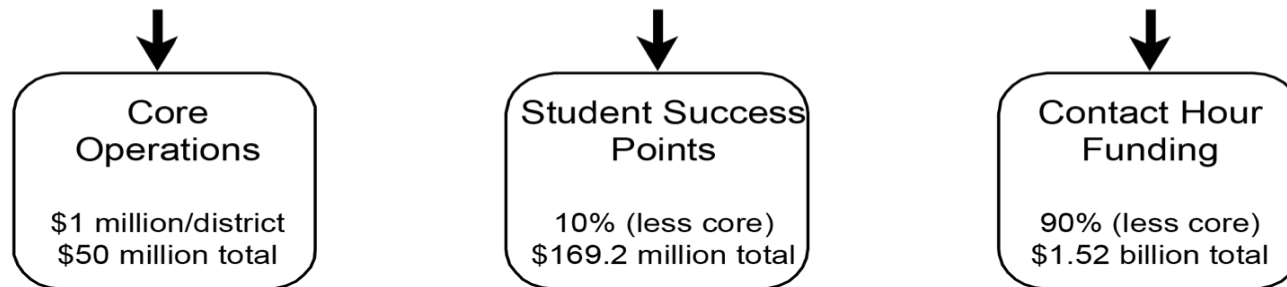 Core
Operations
$1 million/district
$50 million total
Student Success
Points
10% (less core)
$169.2 million total
Contact Hour
Funding
90% (less core)
$1.52 billion total